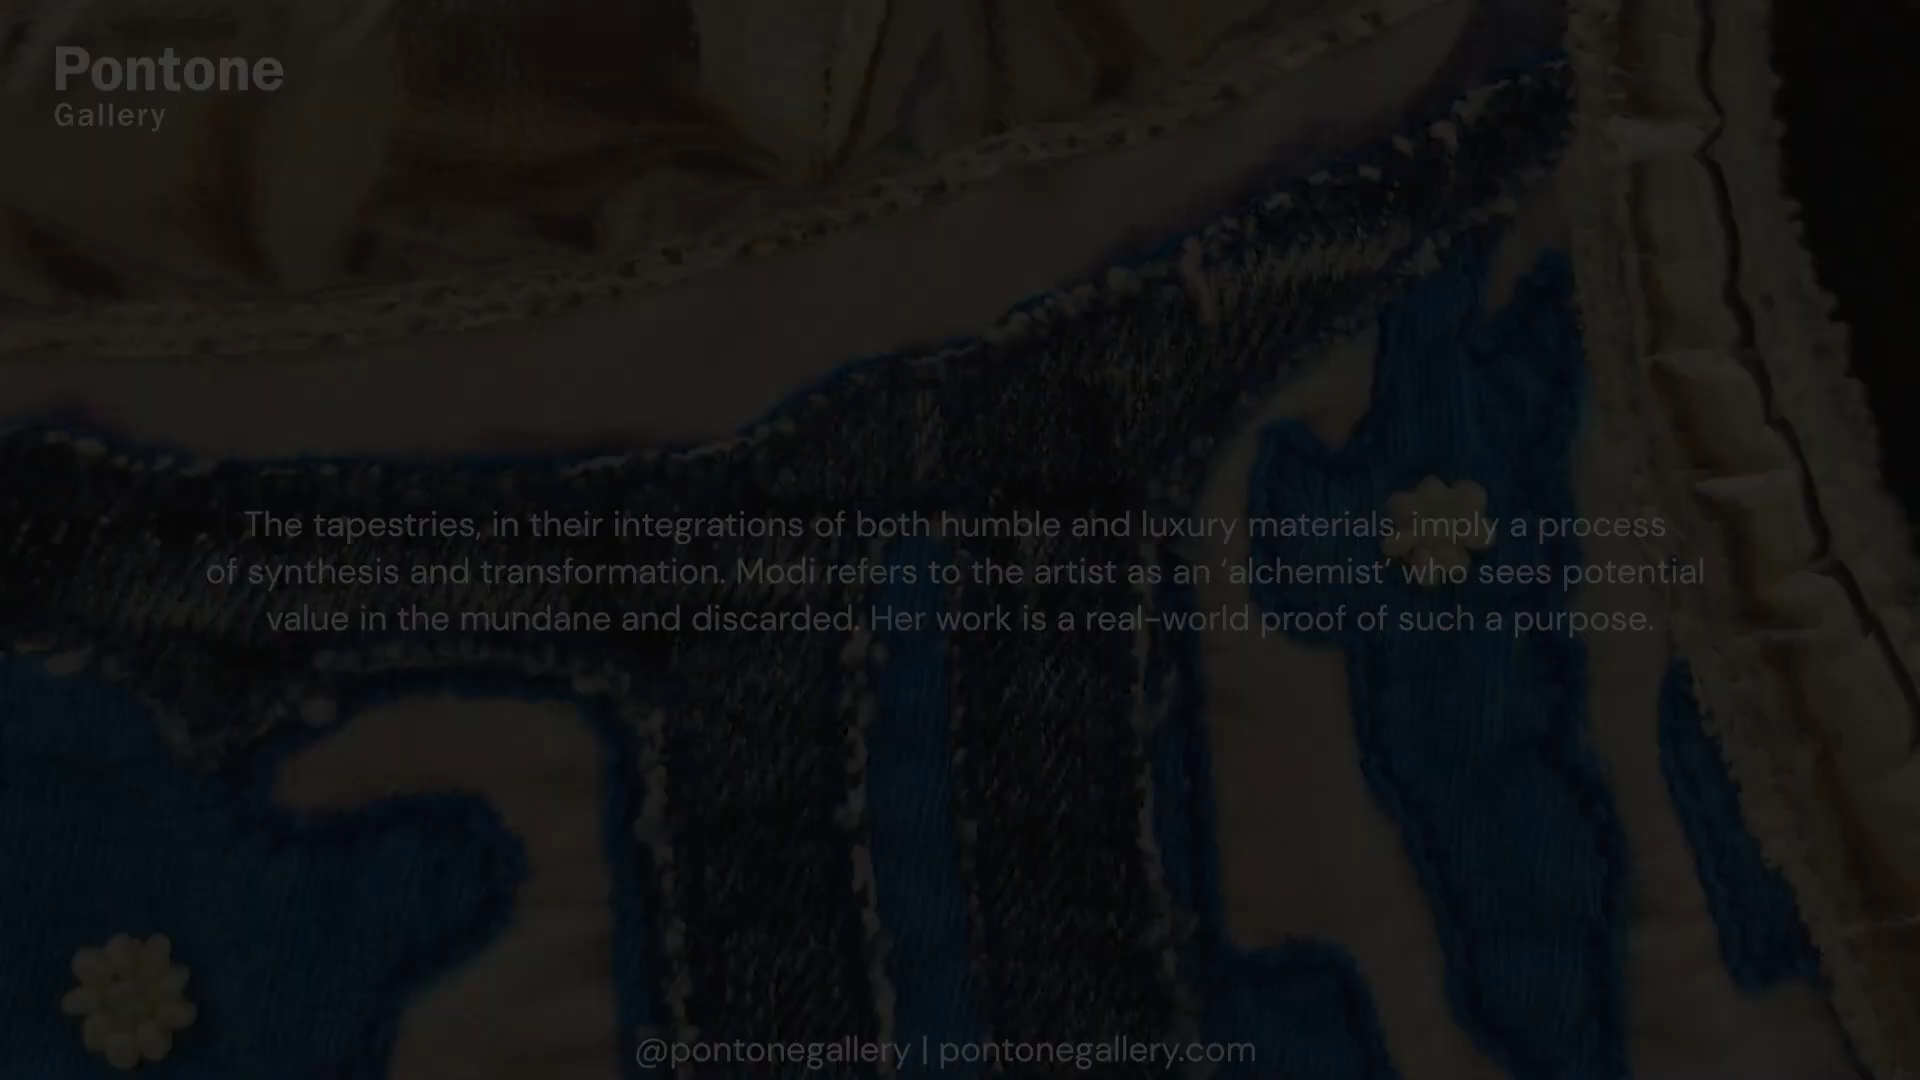 Pontone
Gallery
The tapestries, in their integrations of both humble and luxury materials, imply a process
of synthesis and transformation. Modi refers to the artist as an ‘alchemist’ who sees potential
value in the mundane and discarded. Her work is a real-world proof of such a purpose.
@pontonegallery | pontonegallery.com